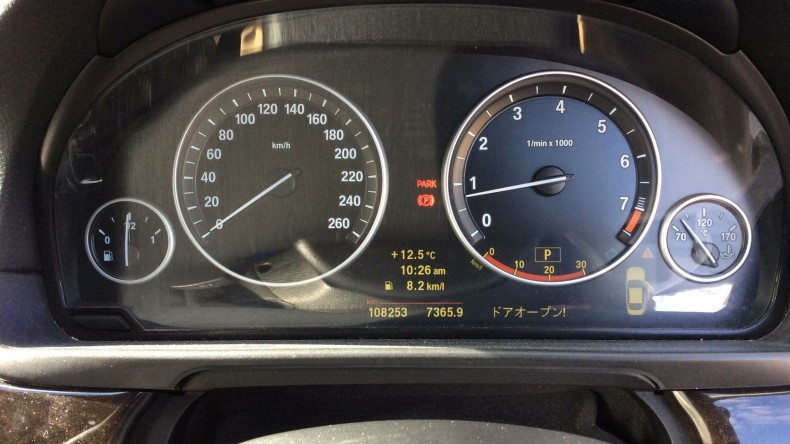 0
20
40
60
80
100
120
140
160
180
200
220
240
260
km/h
0
1/2
1
0
1
2
3
4
5
6
7
1/min x 1000
PARK
(P)
+12.5 °C
10:26 am
8.2 km/l
km
108253 7365.9
P
km/l
0
10
20
30
ドアオープン!
70
120
°C
170